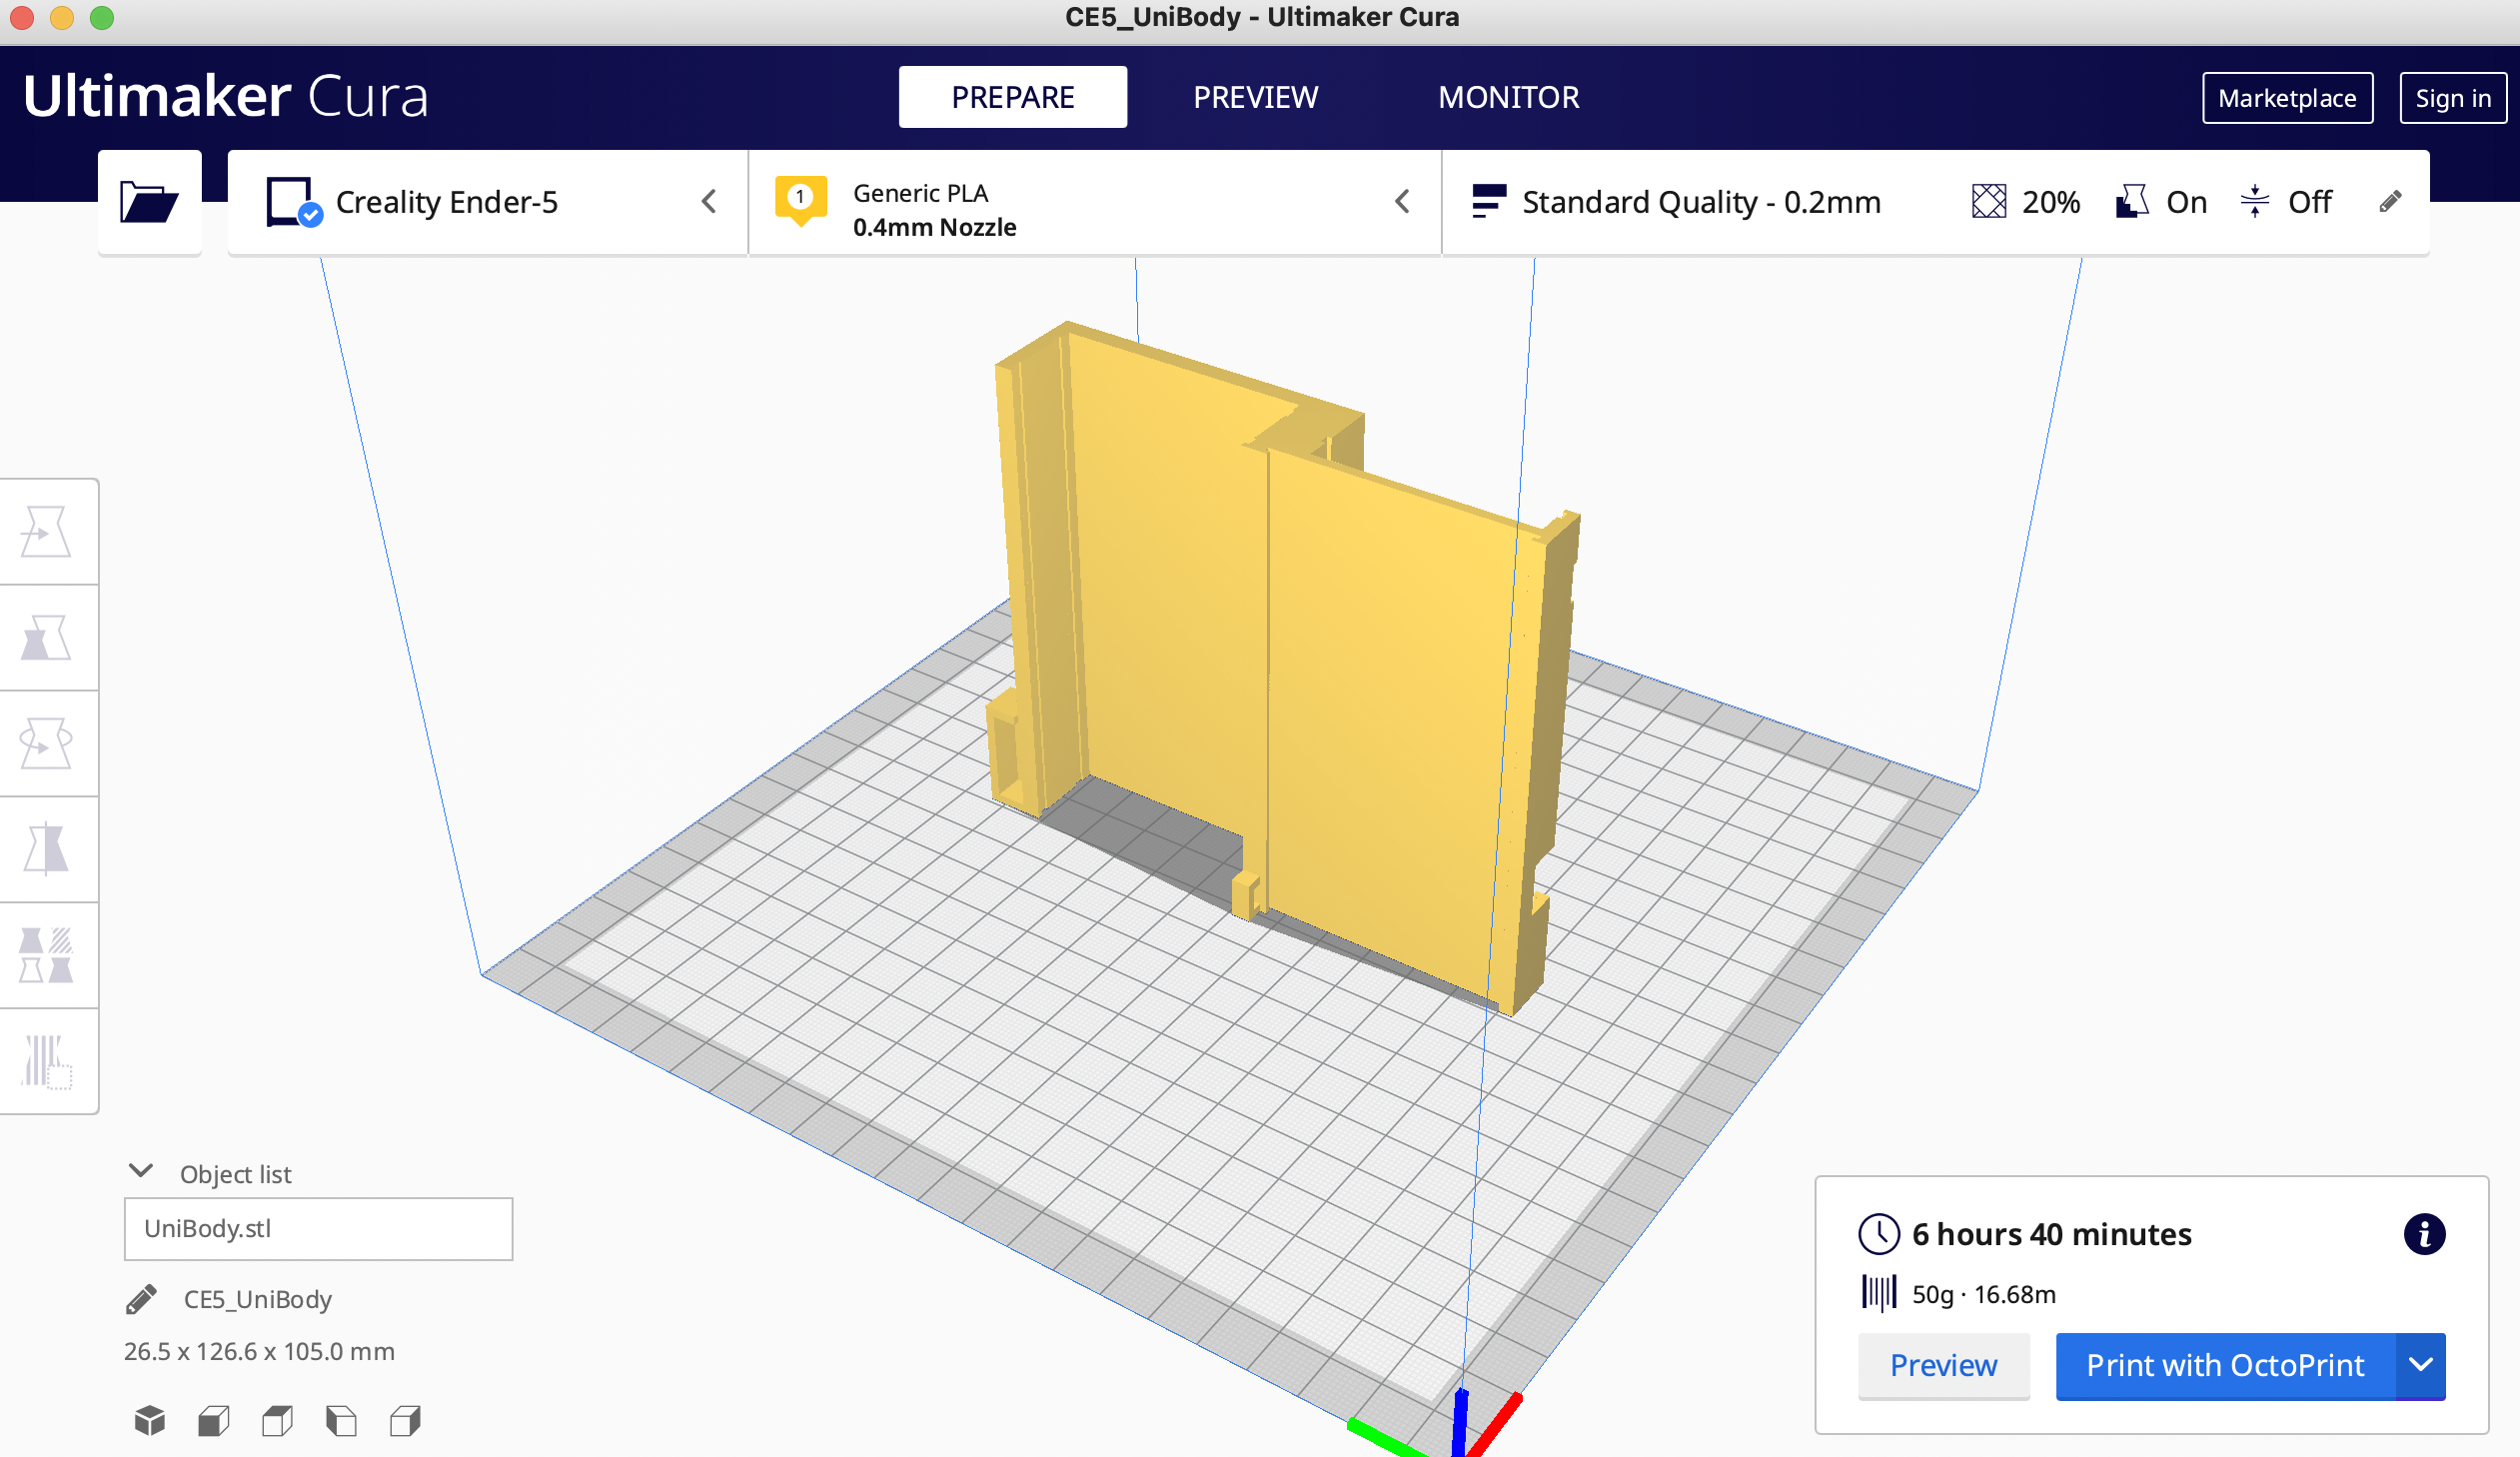 CE5_UniBody - Ultimaker Cura
Ultimaker Cura
PREPARE
PREVIEW
MONITOR
Marketplace
Sign in
Creality Ender-5
1
Generic PLA
0.4mm Nozzle
Standard Quality - 0.2mm
20%
On
Off
Object list
UniBody.stl
CE5_UniBody
26.5 x 126.6 x 105.0 mm
6 hours 40 minutes
50g · 16.68m
Preview
Print with OctoPrint